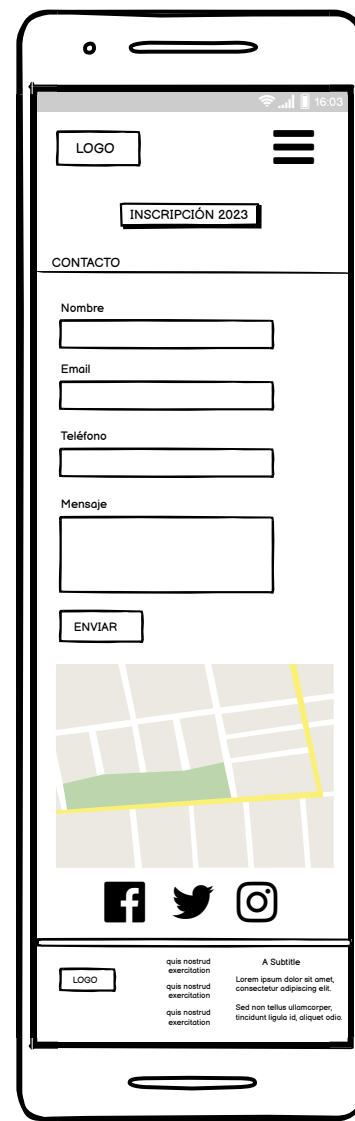 16:03
LOGO
INSCRIPCIÓN 2023
CONTACTO
Nombre
Email
Teléfono
Mensaje
ENVIAR
LOGO
quis nostrud
exercitation
quis nostrud
exercitation
quis nostrud
exercitation
A Subtitle
Lorem ipsum dolor sit amet,
consectetur adipiscing elit.
Sed non tellus ullamcorper,
tincidunt ligula id, aliquet odio.